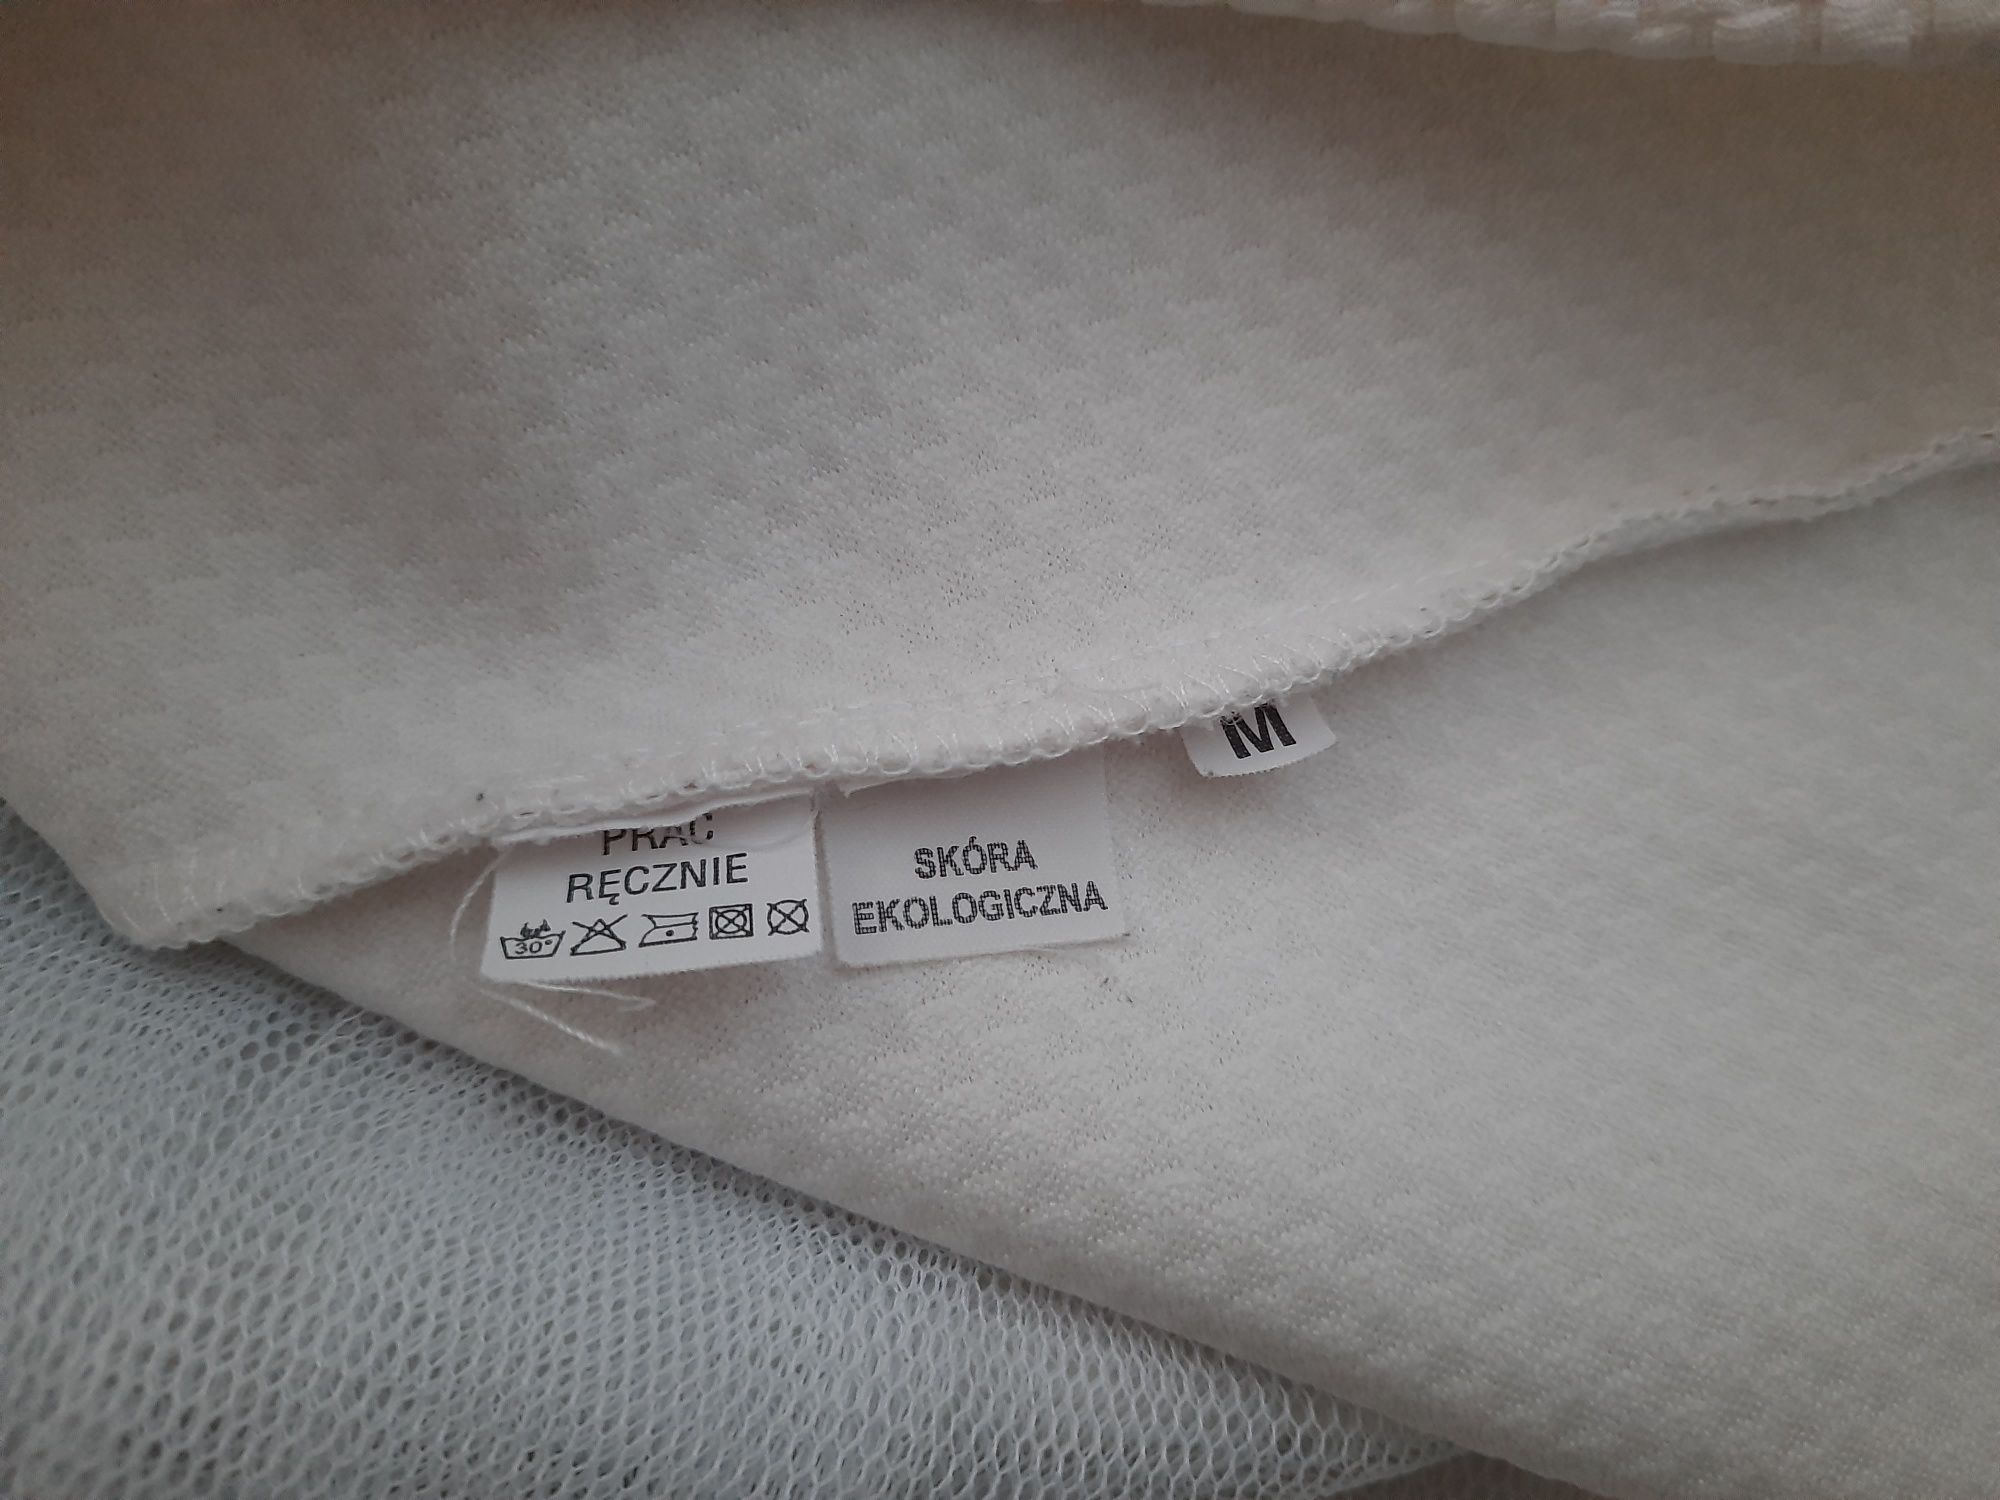 PRAĆ
RĘCZNIE
30°
SKÓRA
EKOLOGICZNA
M